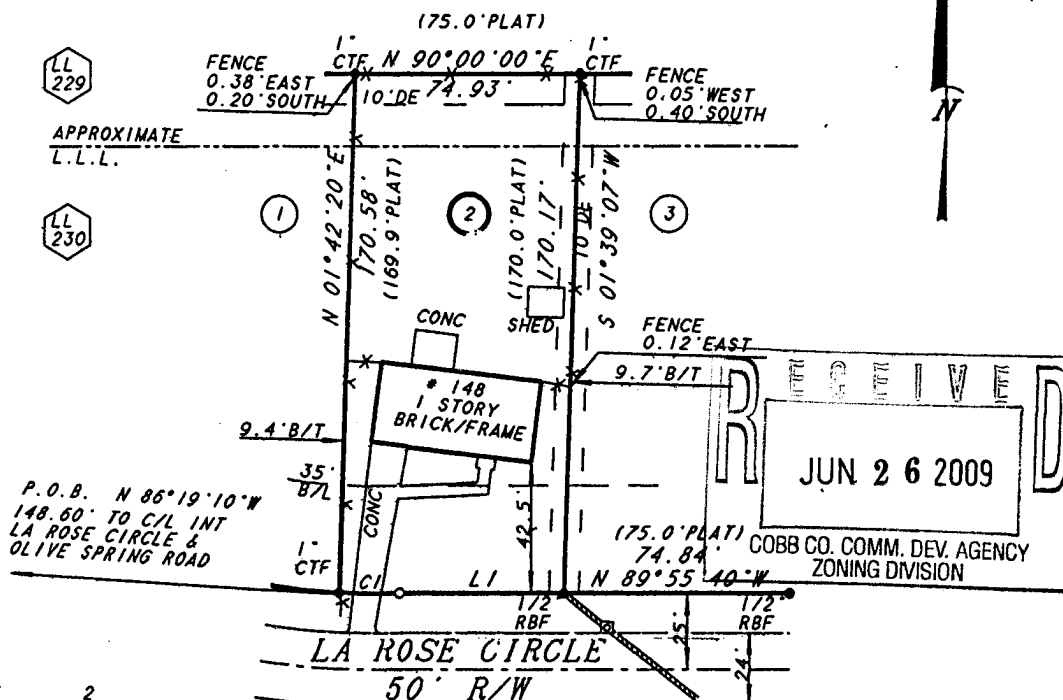 (75.0'PLAT)
LL
229
FENCE
0.38'EAST
0.20'SOUTH
1"
CTF
N 90°00'00"E
74.93'
10'DE
1"
CTF
FENCE
0.05'WEST
0.40'SOUTH
N
APPROXIMATE
L.L.L.
LL
230
1
2
3
N 01°42'20"E
170.58'
(169.9'PLAT)
(170.0'PLAT)
170.17'
10'DE
S 01°39'07"W
CONC
SHED
FENCE
0.12'EAST
9.7'B/T
# 148
1 STORY
BRICK/FRAME
9.4'B/T
35'
B/L
CONC
42.5'
RECEIVED
JUN 26 2009
COBB CO. COMM. DEV. AGENCY
ZONING DIVISION
P.O.B. N 86°19'10"W
148.60' TO C/L INT
LA ROSE CIRCLE &
OLIVE SPRING ROAD
1"
CTF
C1
L1
(75.0'PLAT)
74.84'
N 89°55'40"W
1/2"
RBF
1/2"
RBF
25'
24'
LA ROSE CIRCLE
50' R/W
2